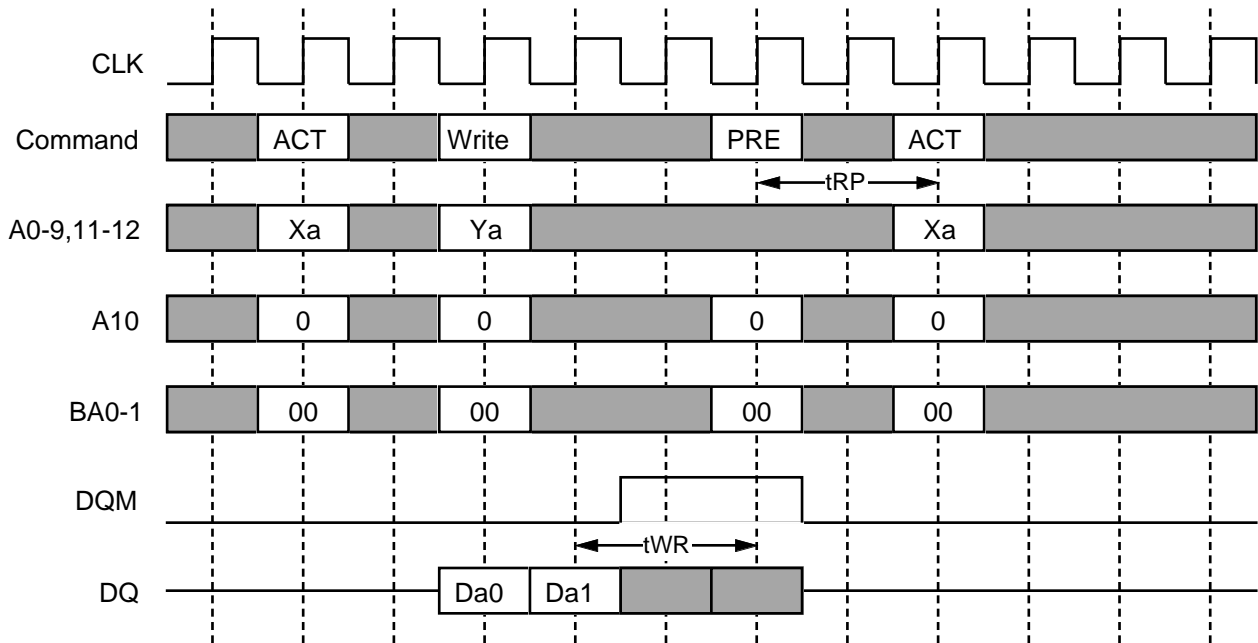 CLK
Command ACT Write PRE ACT
tRP
A0-9,11-12 Xa Ya Xa
A10 0 0 0 0
BA0-1 00 00 00 00
DQM
tWR
DQ Da0 Da1